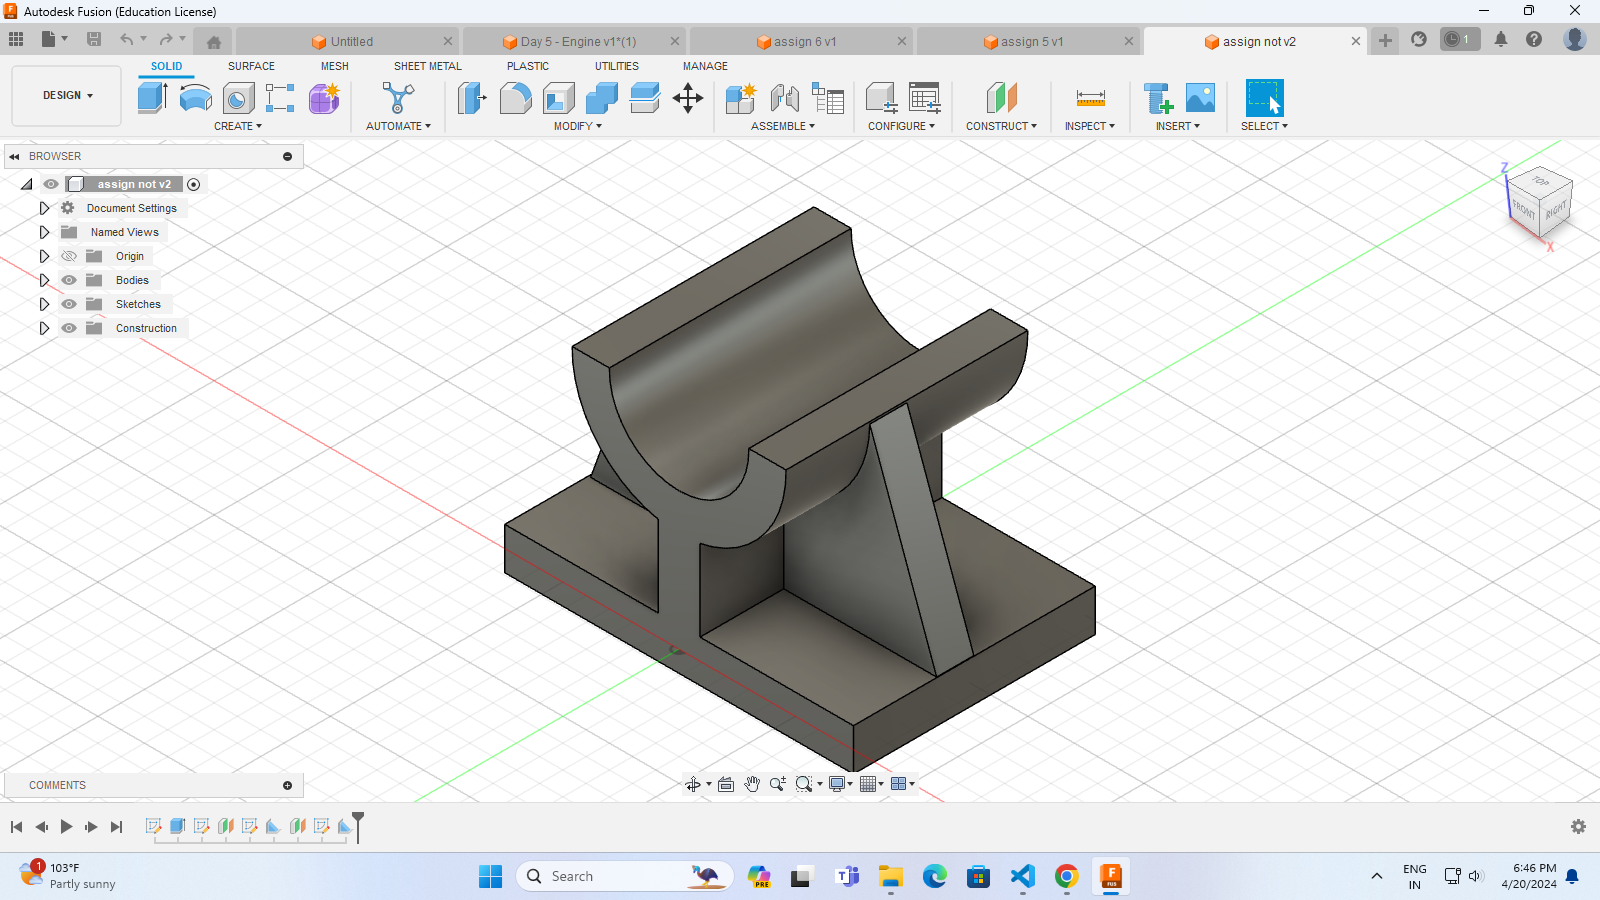 Autodesk Fusion (Education License)
Untitled
Day 5 - Engine v1*(1)
assign 6 v1
assign 5 v1
assign not v2
1
SOLID SURFACE MESH SHEET METAL PLASTIC UTILITIES MANAGE
DESIGN
CREATE AUTOMATE MODIFY ASSEMBLE CONFIGURE CONSTRUCT INSPECT INSERT SELECT
BROWSER
assign not v2
Document Settings
Named Views
Origin
Bodies
Sketches
Construction
Z
TOP
FRONT RIGHT
X
COMMENTS
1
103°F
Partly sunny
Search
PRE
T
F
FUS
ENG
IN
6:46 PM
4/20/2024